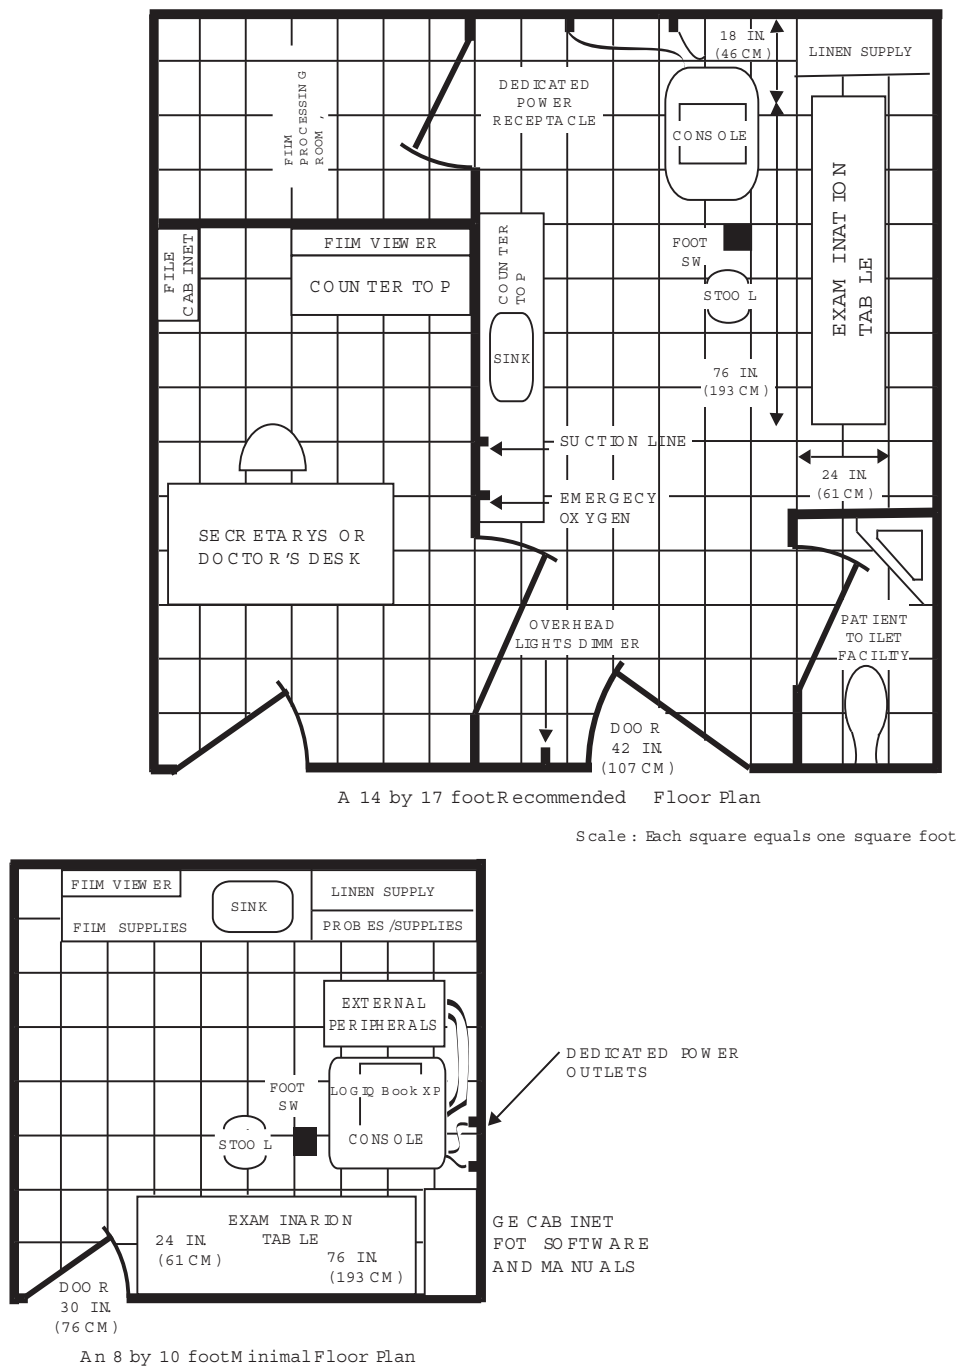 18 IN.
(46 CM)
LINEN SUPPLY
FILM
PROCESSING
ROOM ,
DEDICATED
POWER
RECEPTACLE
CONSOLE
EXAMINATION
TABLE
FILE
CABINET
FILM VIEWER
COUNTER TOP
COUNTER
TOP
FOOT
SW.
STOOL
SINK
76 IN.
(193 CM)
SUCTION LINE
24 IN.
(61 CM)
EMERGECY
OXYGEN
SECRETARYS OR
DOCTOR'S DESK
OVERHEAD
LIGHTS DIMMER
PATIENT
TOILET
FACILITY
DOOR
42 IN.
(107 CM)
A 14 by 17 foot Recommended Floor Plan
Scale : Each square equals one square foot
FILM VIEWER
SINK
LINEN SUPPLY
FILM SUPPLIES
PROBES/SUPPLIES
EXTERNAL
PERIPHERALS
DEDICATED POWER
OUTLETS
FOOT
SW.
LOGIQ Book XP
CONSOLE
STOOL
EXAMINARION
TABLE
24 IN.
(61 CM)
76 IN.
(193 CM)
GE CABINET
FOT SOFTWARE
AND MANUALS
DOOR
30 IN.
(76 CM)
An 8 by 10 foot Minimal Floor Plan